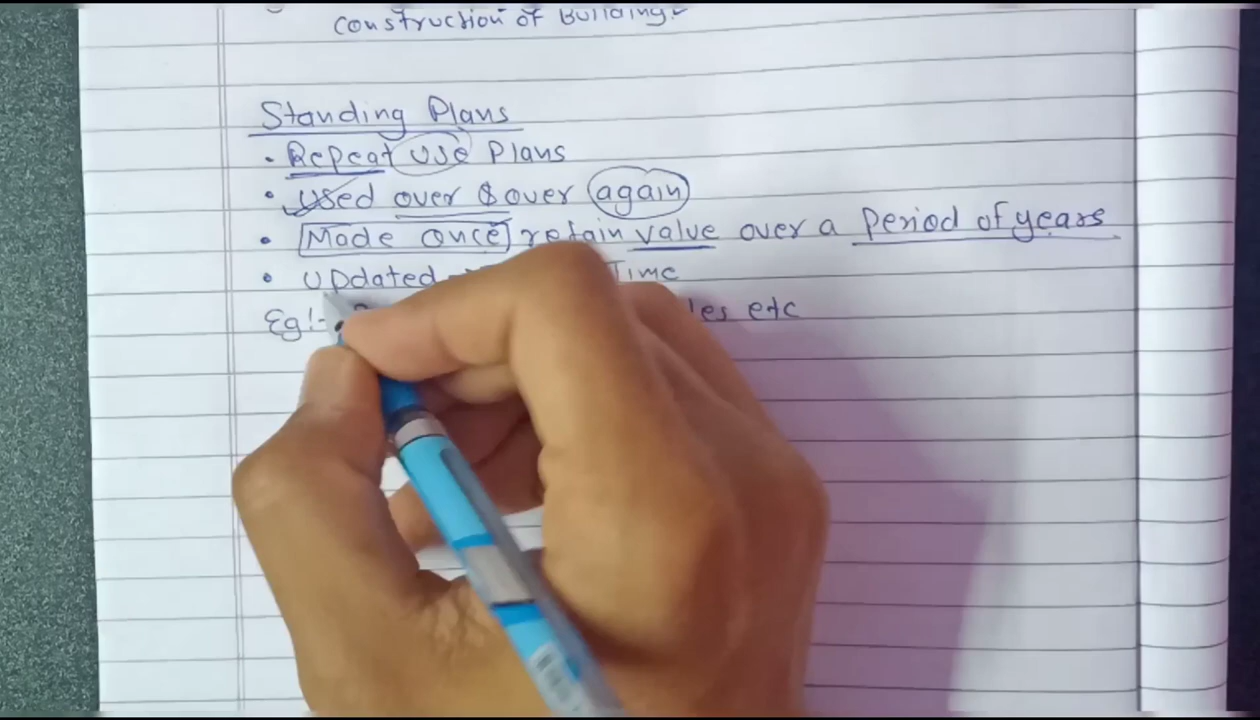 construction of Building.
Standing Plans
• Repeat Use Plans
• Used over & over again
• Made once retain value over a Period of years
• Updated Time
Eg:- etc